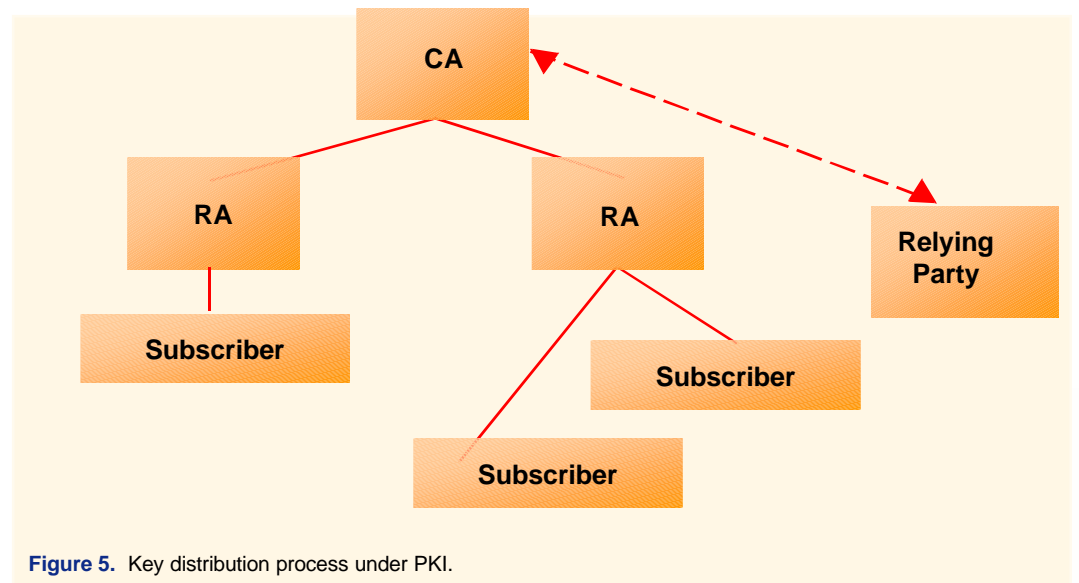 CA
RA
RA
Relying
Party
Subscriber
Subscriber
Subscriber
Figure 5. Key distribution process under PKI.